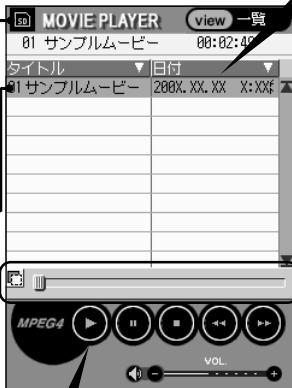 SD MOVIE PLAYER view 一覧
01 サンプルムービー 00:02:4
タイトル ▼ 日付 ▼
01 サンプルムービー 200X.XX.XX X:XX
MPEG4
VOL.